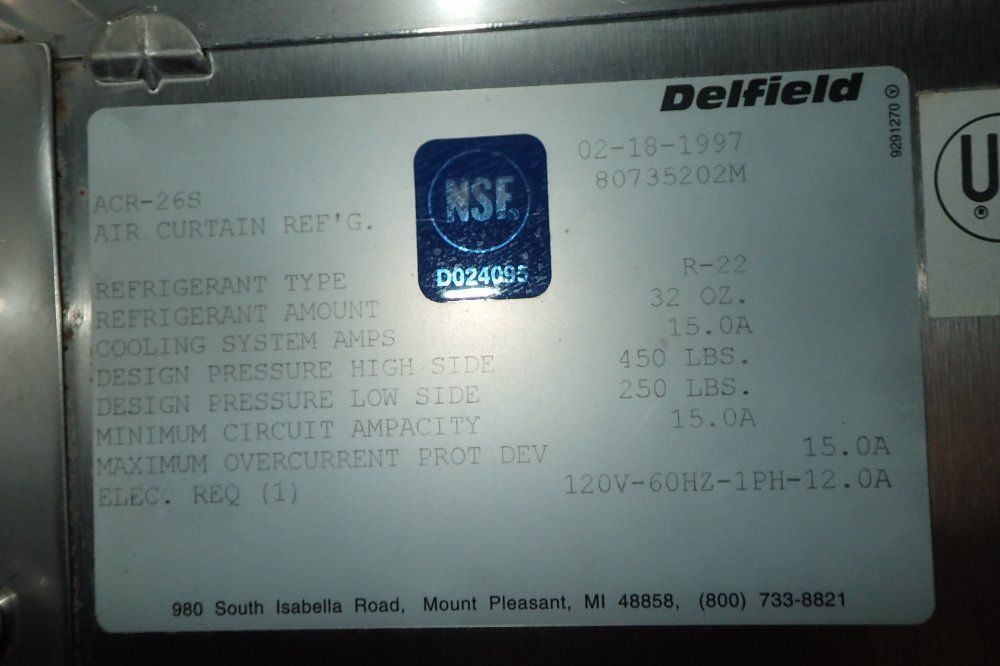 Delfield
9291270
02-18-1997
80735202M
NSF®
D024095
U
®
ACR-26S
AIR CURTAIN REF'G.
REFRIGERANT TYPE R-22
REFRIGERANT AMOUNT 32 OZ.
COOLING SYSTEM AMPS 15.0A
DESIGN PRESSURE HIGH SIDE 450 LBS.
DESIGN PRESSURE LOW SIDE 250 LBS.
MINIMUM CIRCUIT AMPACITY 15.0A
MAXIMUM OVERCURRENT PROT DEV 15.0A
ELEC. REQ (1) 120V-60HZ-1PH-12.0A
980 South Isabella Road, Mount Pleasant, MI 48858, (800) 733-8821